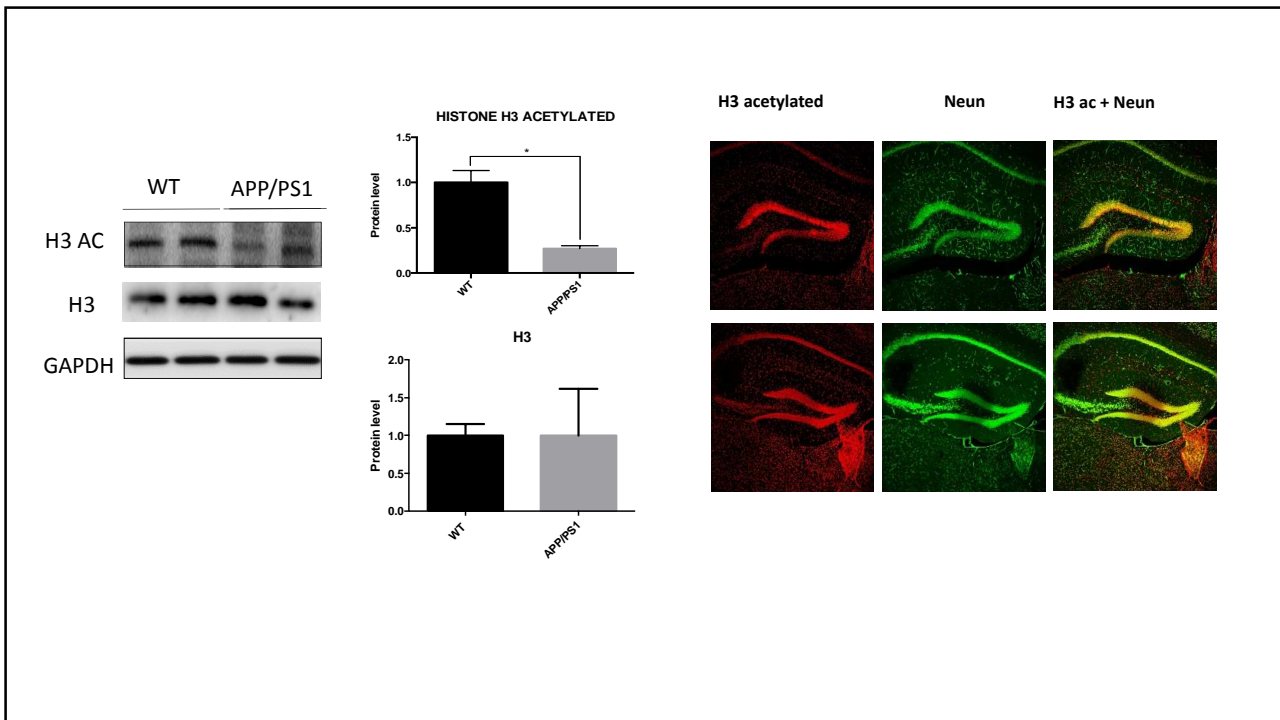 WT APP/PS1
H3 AC
H3
GAPDH
HISTONE H3 ACETYLATED
Protein level
1.5
1.0
0.5
0.0
*
WT
APP/PS1
H3
Protein level
2.0
1.5
1.0
0.5
0.0
WT
APP/PS1
H3 acetylated Neun H3 ac + Neun